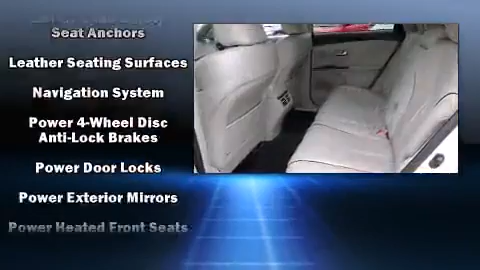 Seat Anchors
Leather Seating Surfaces
Navigation System
Power 4-Wheel Disc
Anti-Lock Brakes
Power Door Locks
Power Exterior Mirrors
Power Heated Front Seats